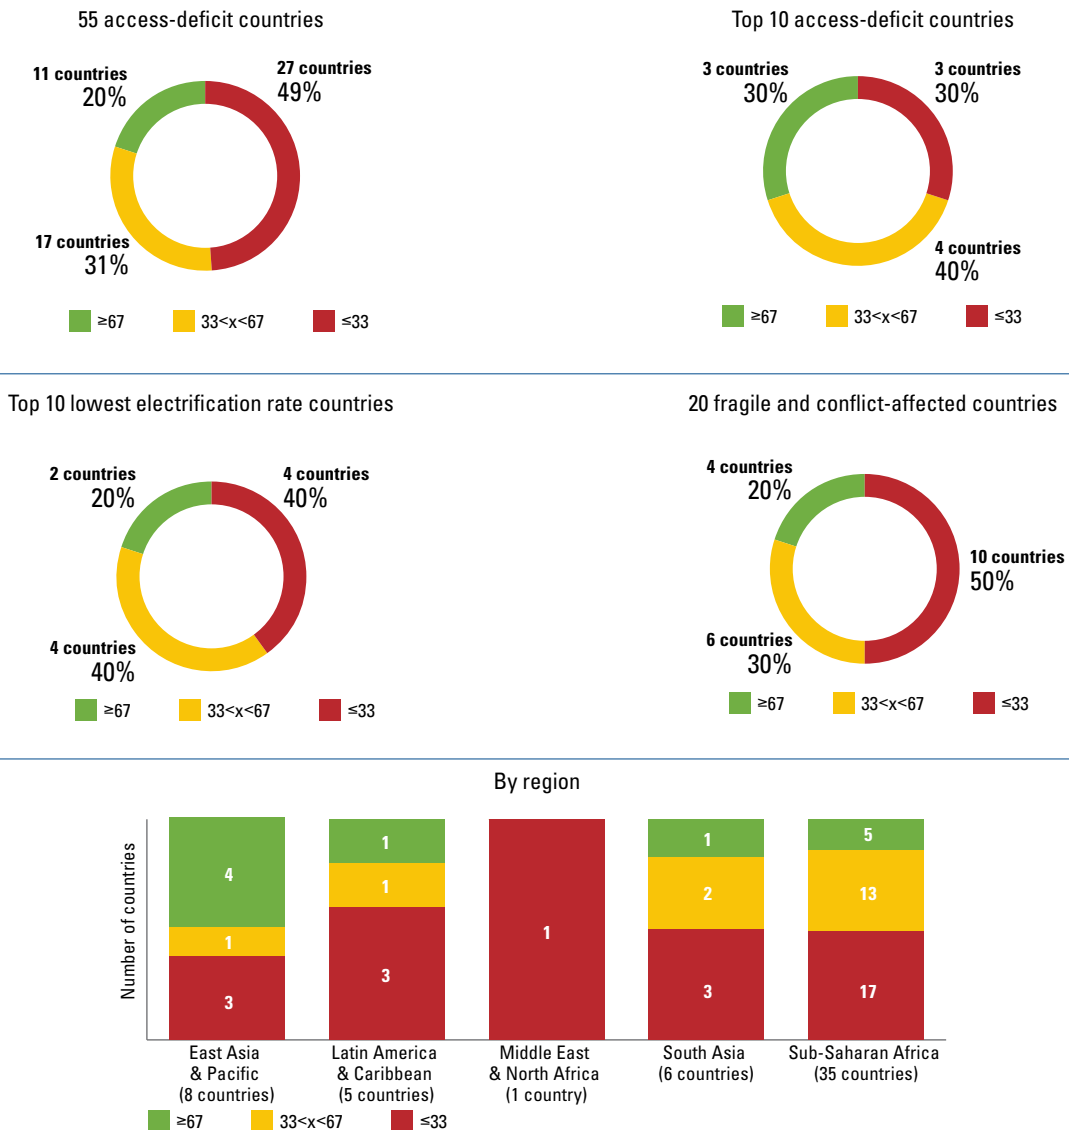 55 access-deficit countries
11 countries
20%
27 countries
49%
17 countries
31%
≥67
33<x<67
≤33
Top 10 access-deficit countries
3 countries
30%
3 countries
30%
4 countries
40%
≥67
33<x<67
≤33
Top 10 lowest electrification rate countries
2 countries
20%
4 countries
40%
4 countries
40%
≥67
33<x<67
≤33
20 fragile and conflict-affected countries
4 countries
20%
10 countries
50%
6 countries
30%
≥67
33<x<67
≤33
By region
Number of countries
4
1
3
1
1
3
1
1
2
3
5
13
17
East Asia
& Pacific
(8 countries)
Latin America
& Caribbean
(5 countries)
Middle East
& North Africa
(1 country)
South Asia
(6 countries)
Sub-Saharan Africa
(35 countries)
≥67
33<x<67
≤33